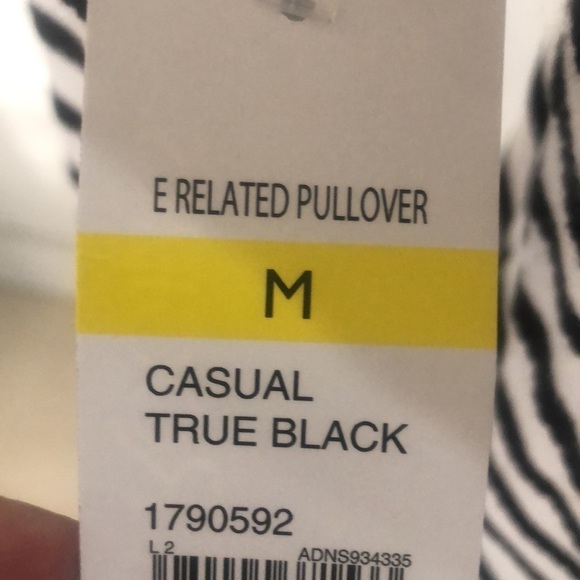 E RELATED PULLOVER
M
CASUAL
TRUE BLACK
1790592
L 2 ADNS934335